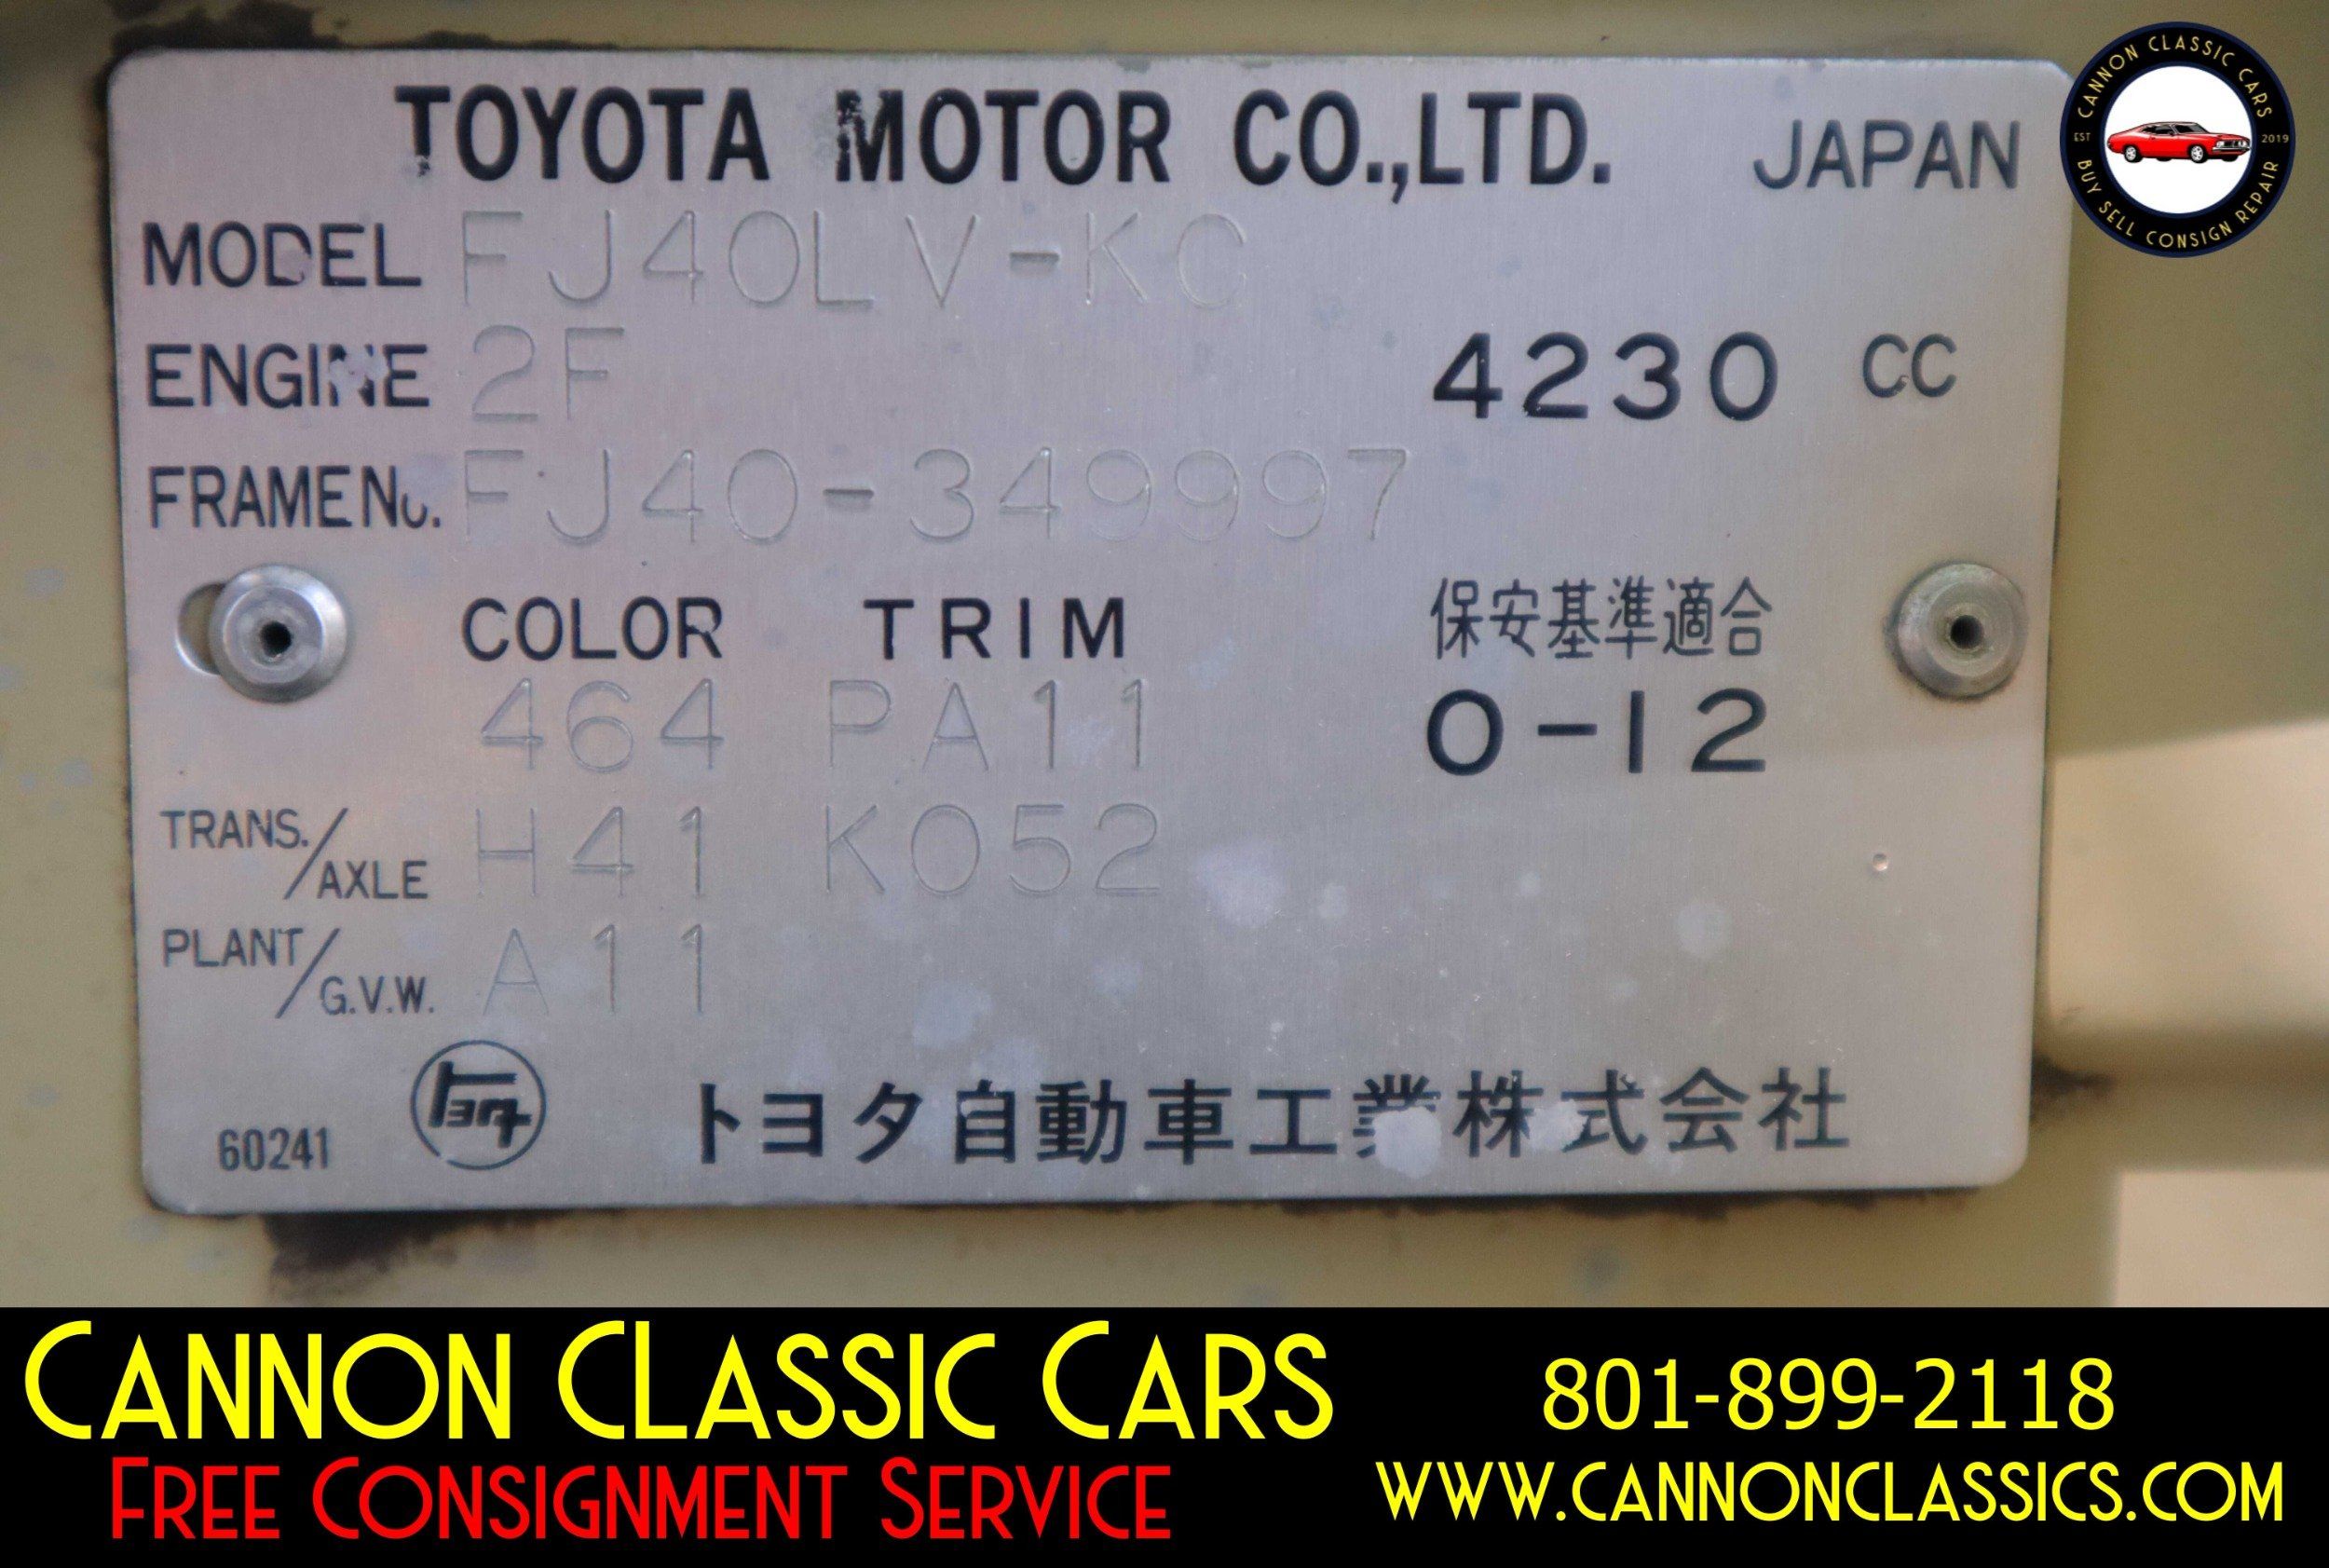 TOYOTA MOTOR CO.,LTD. JAPAN
MODEL FJ40LV-KC
ENGINE 2F 4230 CC
FRAME No. FJ40-349997
COLOR TRIM 保安基準適合
464 PA11 0-12
TRANS./AXLE H41 K052
PLANT/G.V.W. A11
60241 トヨタ トヨタ自動車工業株式会社
CANNON CLASSIC CARS
EST 2019
BUY SELL CONSIGN REPAIR
CANNON CLASSIC CARS 801-899-2118
FREE CONSIGNMENT SERVICE WWW.CANNONCLASSICS.COM